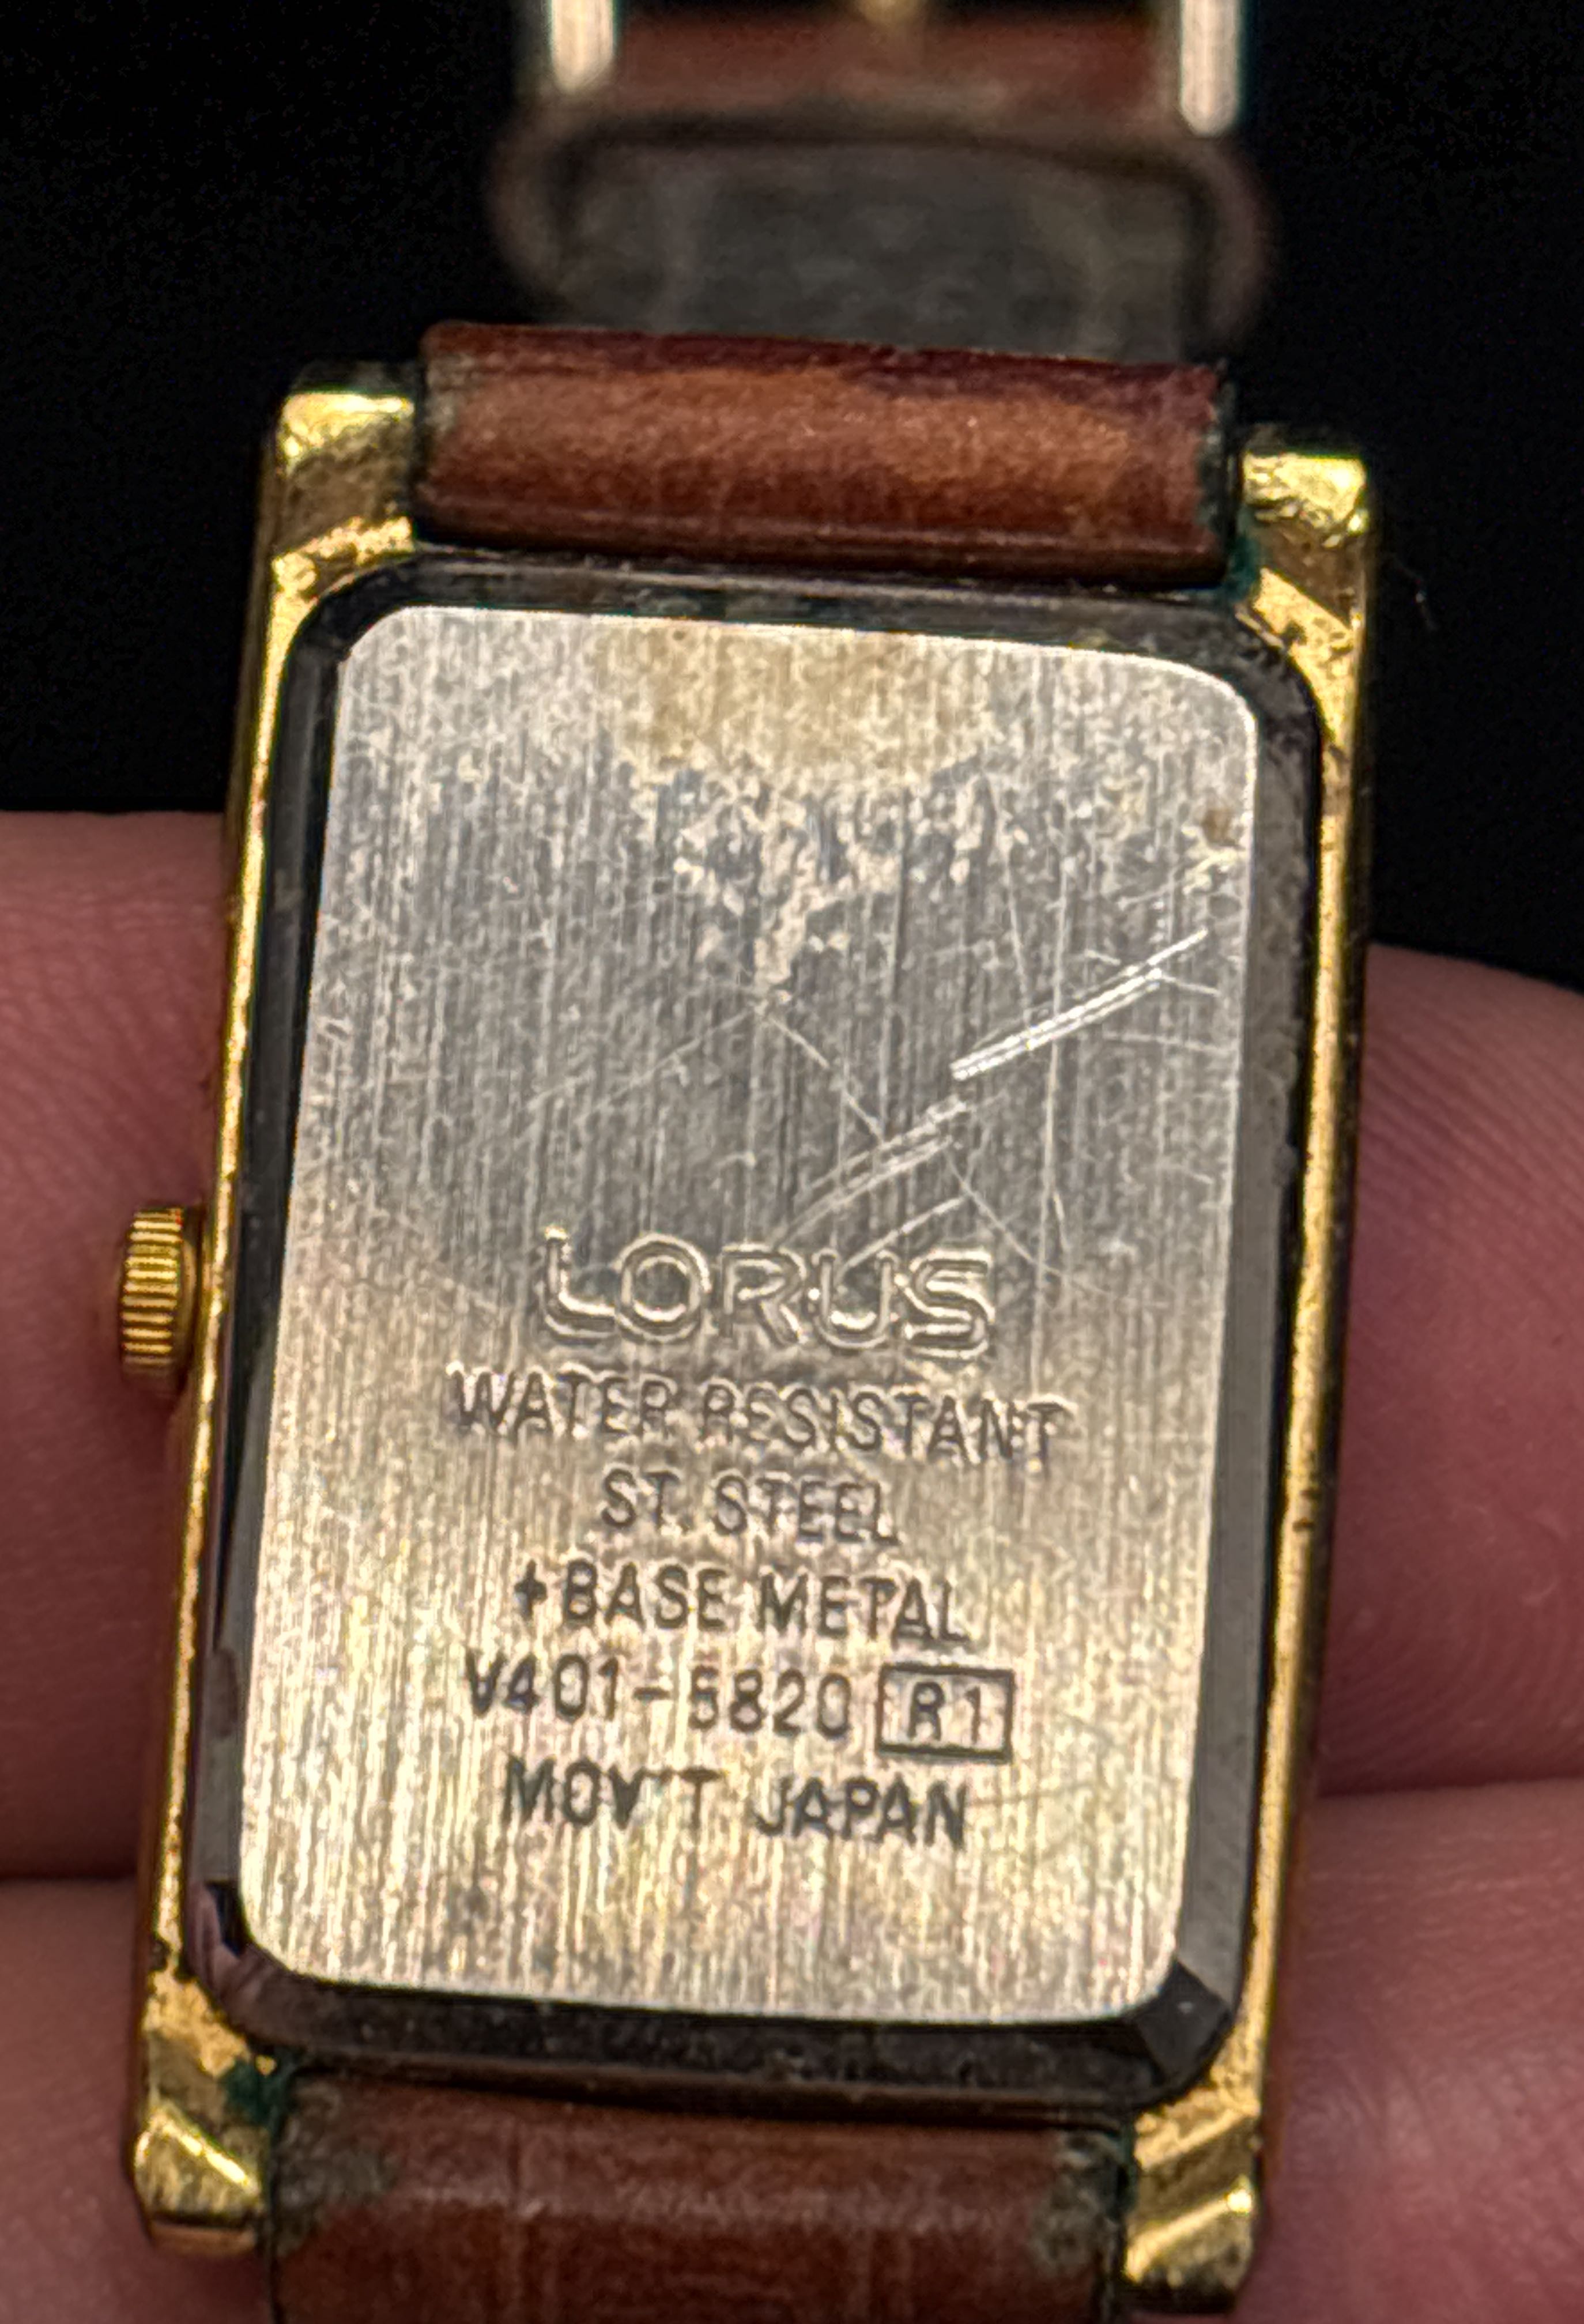 LORUS
WATER RESISTANT
ST. STEEL
+BASE METAL
V401-5820 R1
MOV'T JAPAN